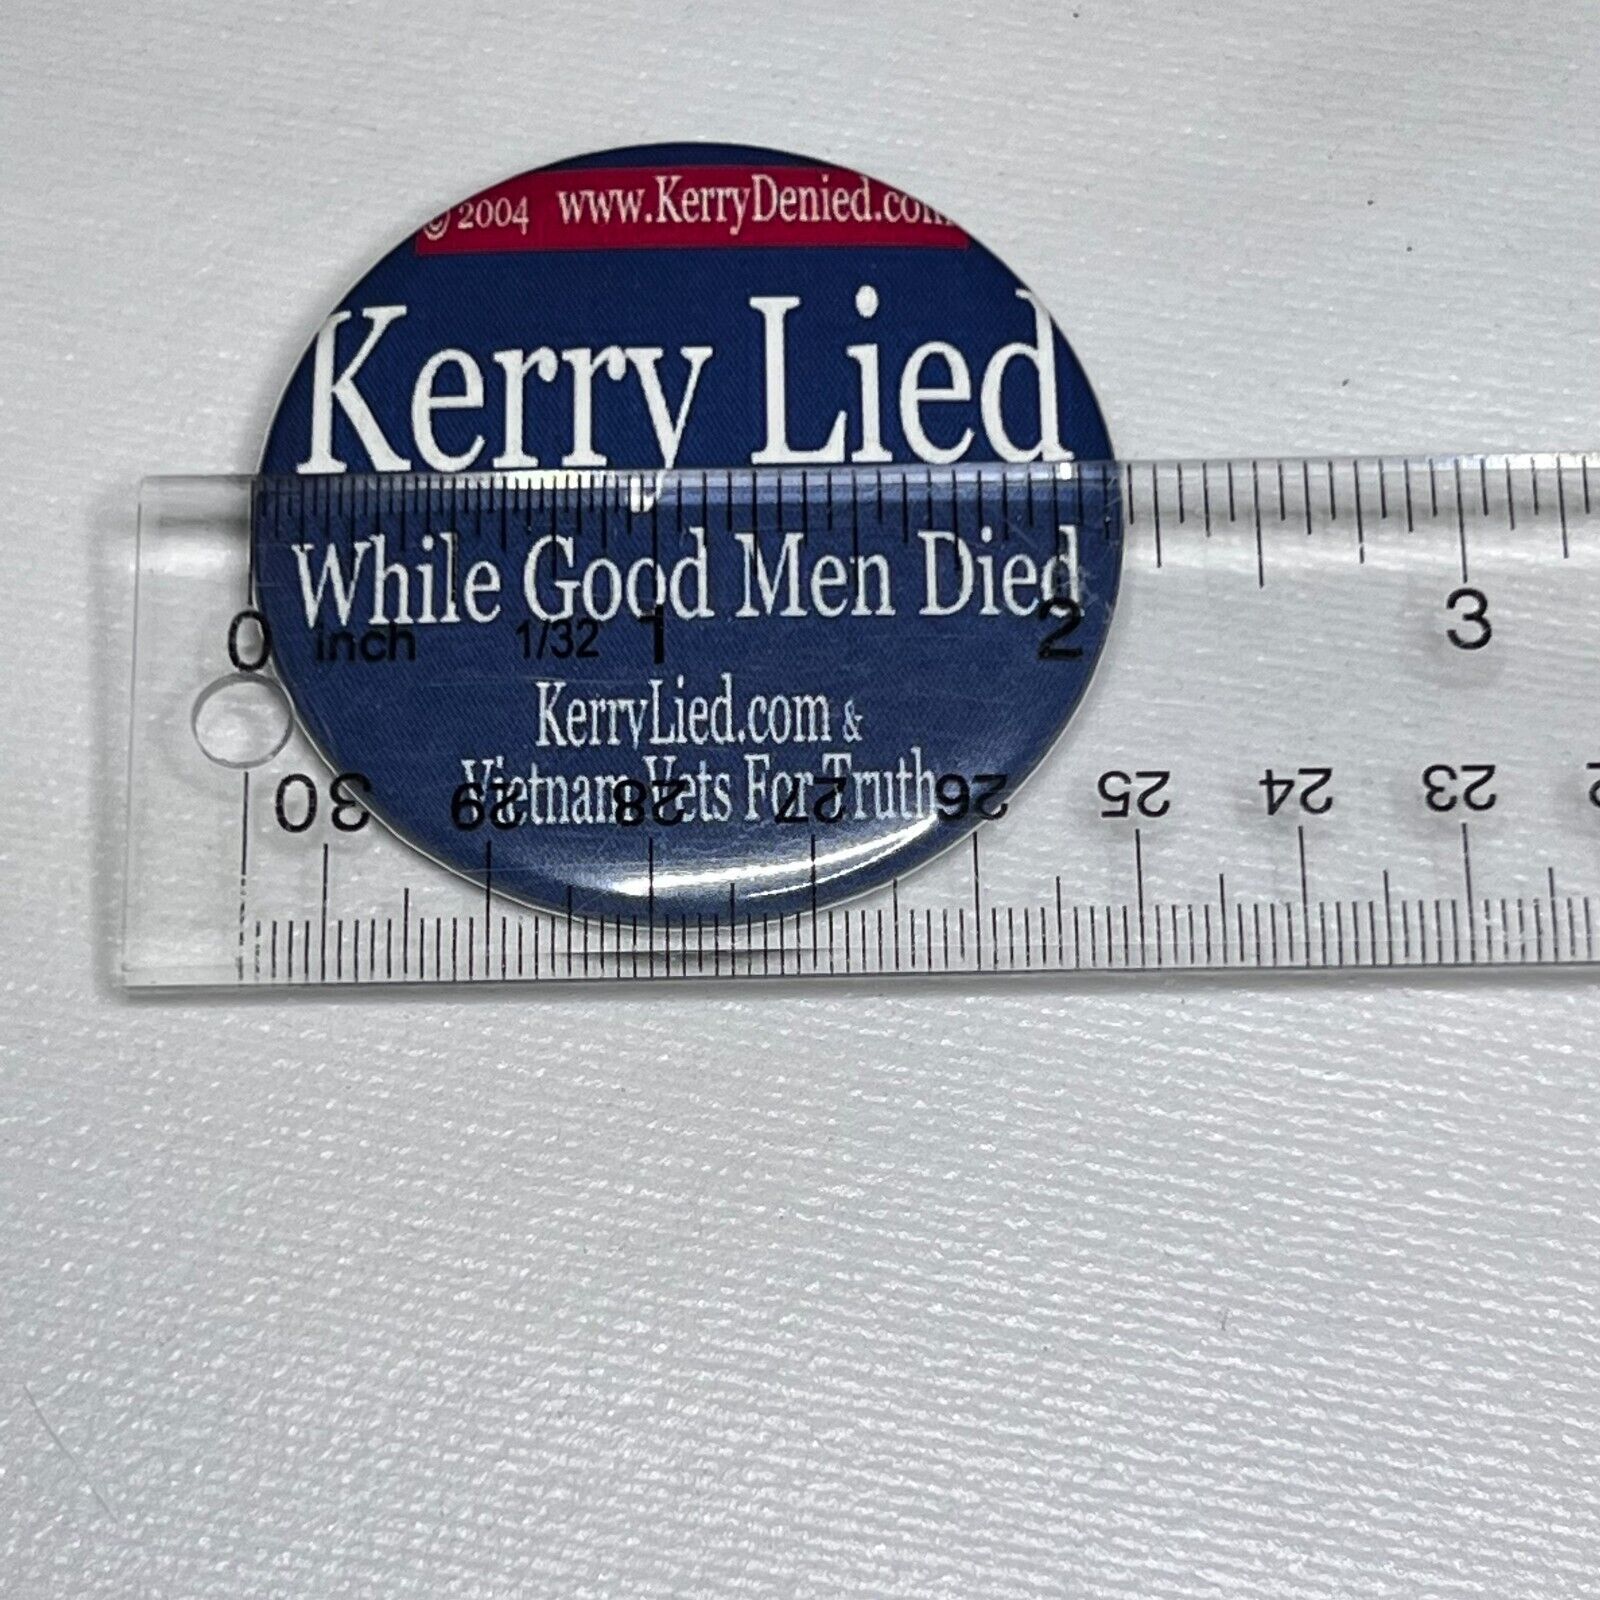 © 2004 www.KerryDenied.com
Kerry Lied
While Good Men Died
0 inch 1/32 1 2 3
KerryLied.com &
Vietnam Vets For Truth
30 29 28 27 26 25 24 23